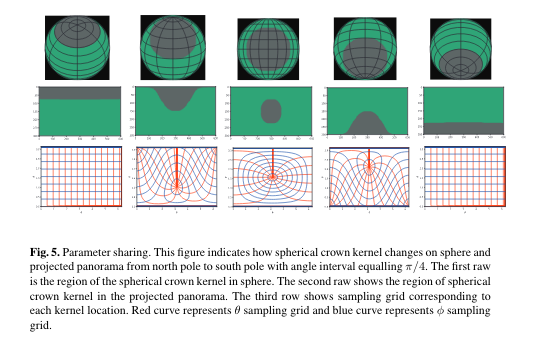 Fig. 5. Parameter sharing. This figure indicates how spherical crown kernel changes on sphere and
projected panorama from north pole to south pole with angle interval equalling π/4. The first raw
is the region of the spherical crown kernel in sphere. The second raw shows the region of spherical
crown kernel in the projected panorama. The third row shows sampling grid corresponding to
each kernel location. Red curve represents θ sampling grid and blue curve represents ϕ sampling
grid.